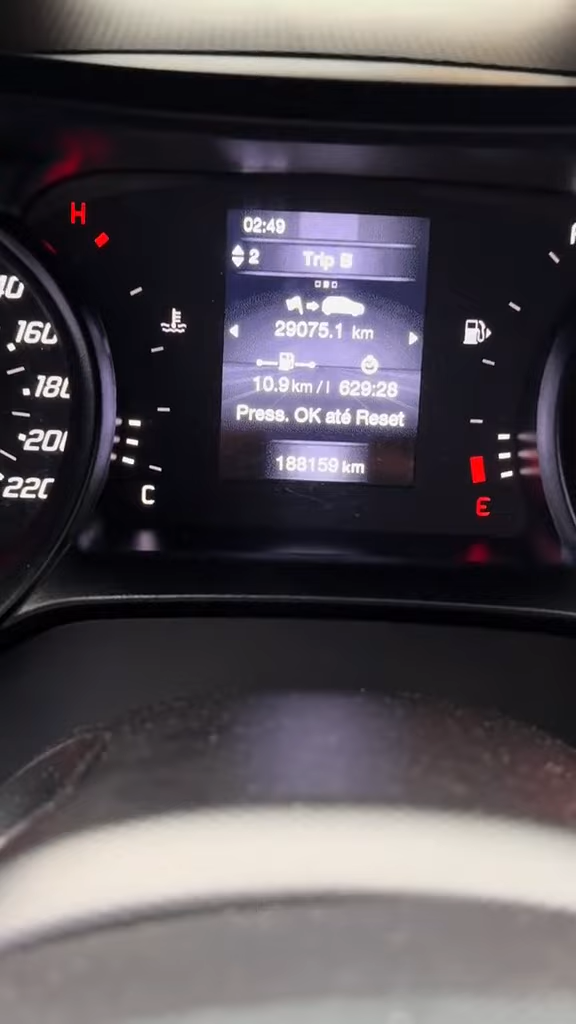 02:49
2 Trip B
29075.1 km
10.9 km/l 629:28
Press. OK até Reset
188159 km
H
C
E
160
180
220